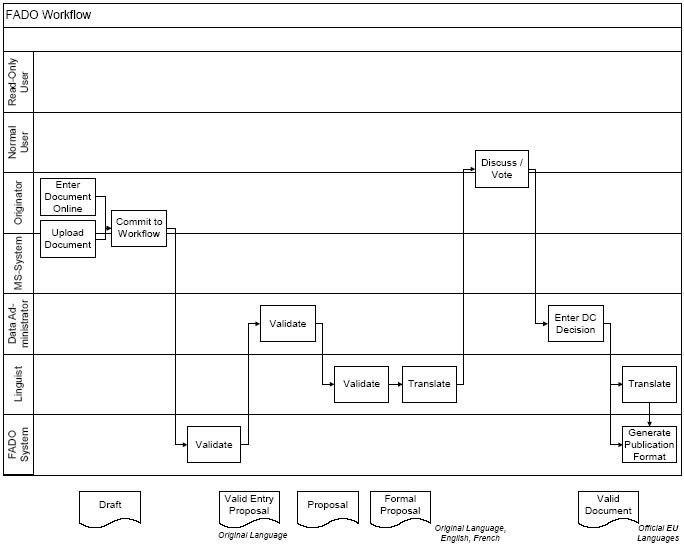 FADO Workflow
Read-Only
User
Normal
User
Discuss /
Vote
Originator
Enter
Document
Online
Commit to
Workflow
Upload
Document
MS-System
Data Ad-
ministrator
Validate
Enter DC
Decision
Linguist
Validate
Translate
Translate
FADO
System
Validate
Generate
Publication
Format
Draft
Valid Entry
Proposal
Original Language
Proposal
Formal
Proposal
Original Language,
English, French
Valid
Document
Official EU
Languages